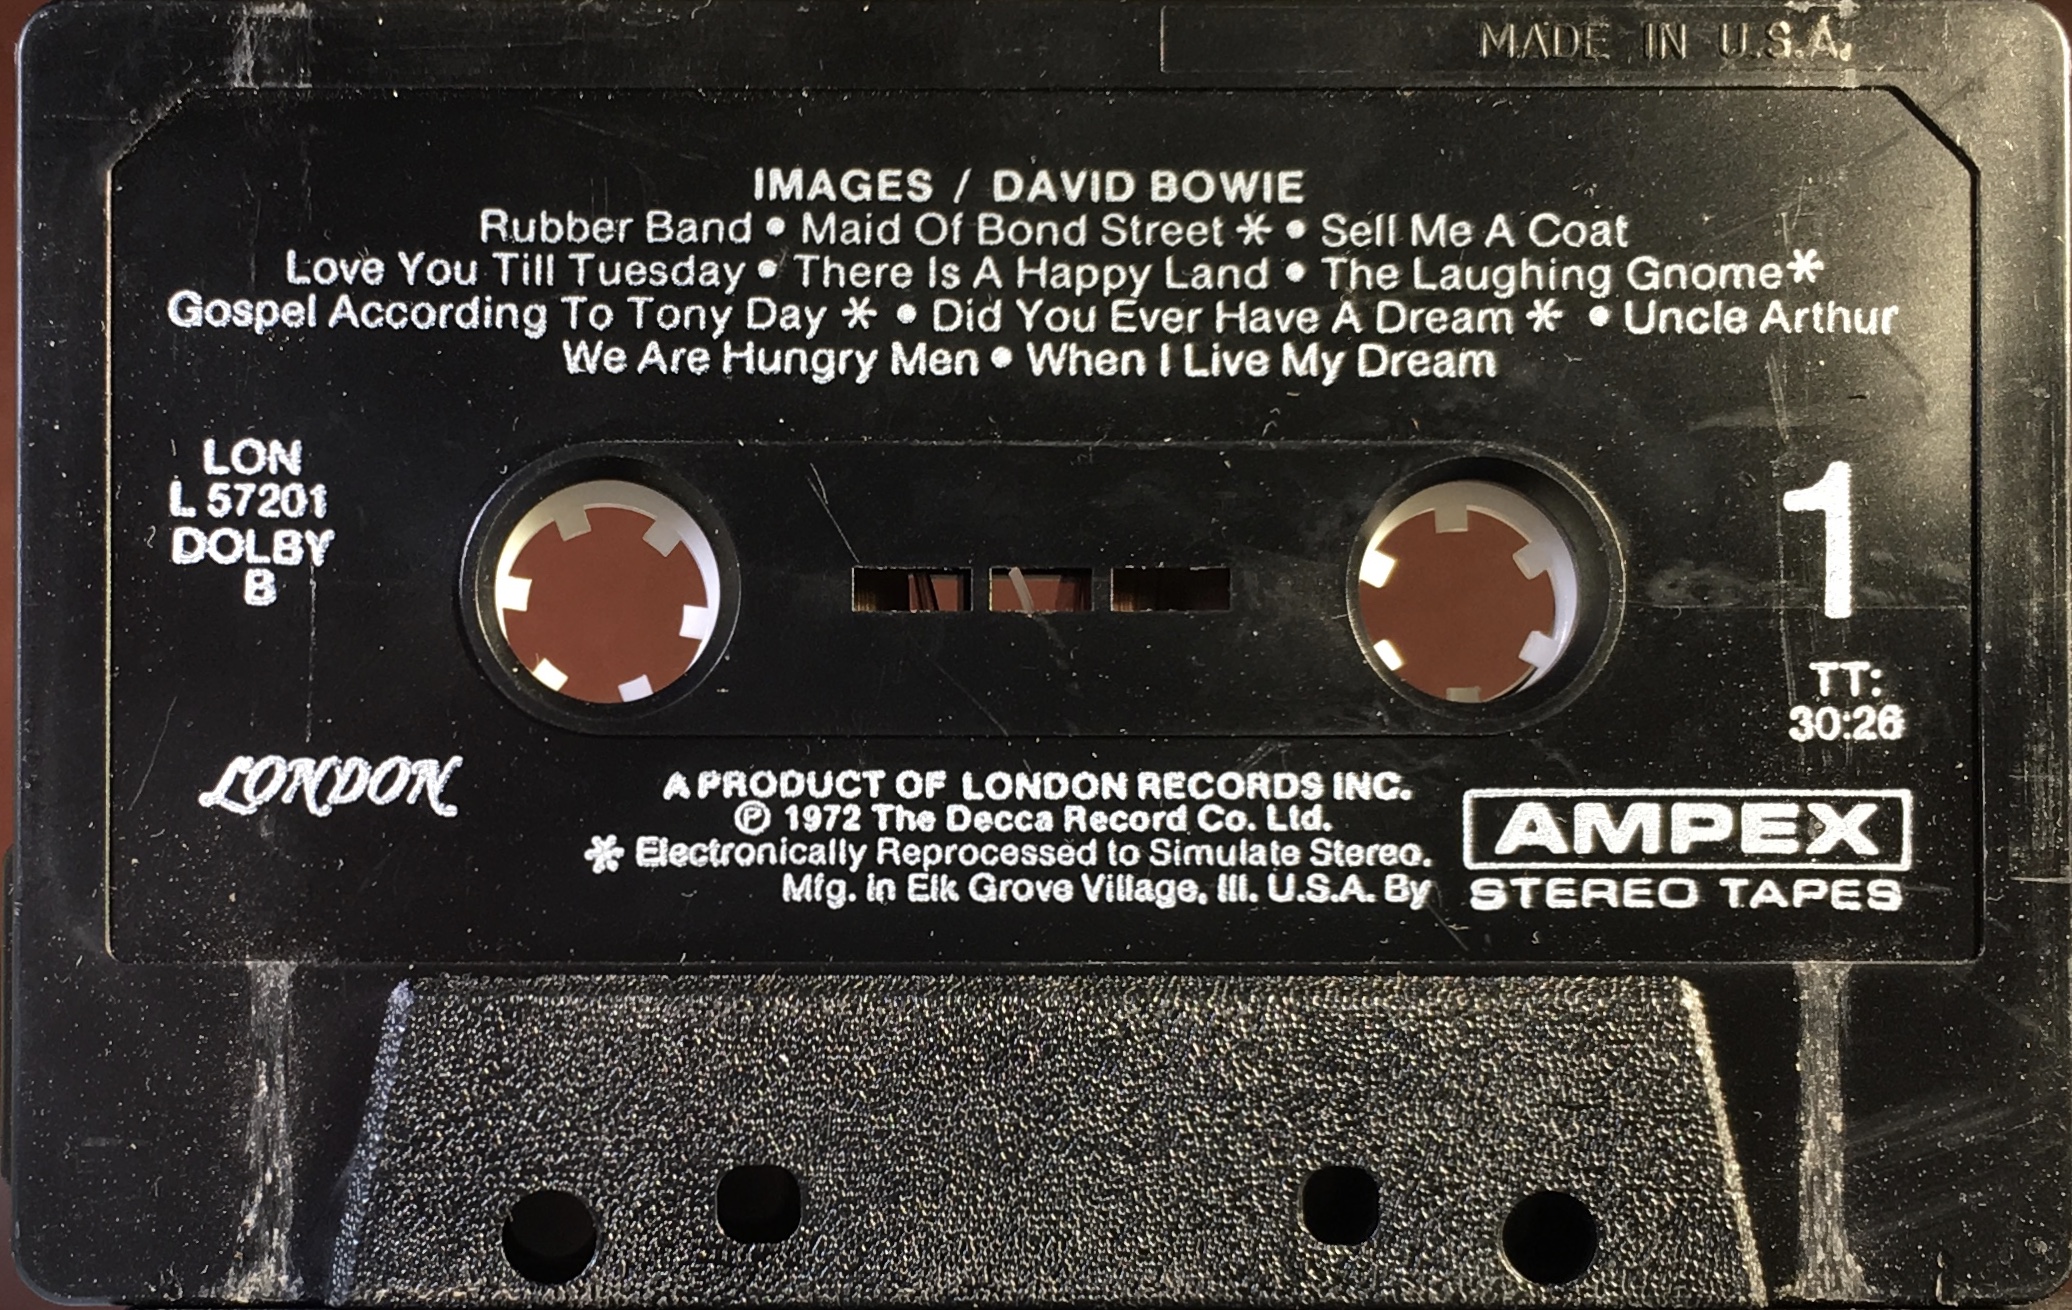 MADE IN U.S.A.
IMAGES / DAVID BOWIE
Rubber Band • Maid Of Bond Street * • Sell Me A Coat
Love You Till Tuesday • There Is A Happy Land • The Laughing Gnome*
Gospel According To Tony Day * • Did You Ever Have A Dream * • Uncle Arthur
We Are Hungry Men • When I Live My Dream
LON
L 57201
DOLBY
B
1
TT:
30:26
LONDON
A PRODUCT OF LONDON RECORDS INC.
℗ 1972 The Decca Record Co. Ltd.
* Electronically Reprocessed to Simulate Stereo.
Mfg. in Elk Grove Village, Ill. U.S.A. By
AMPEX
STEREO TAPES